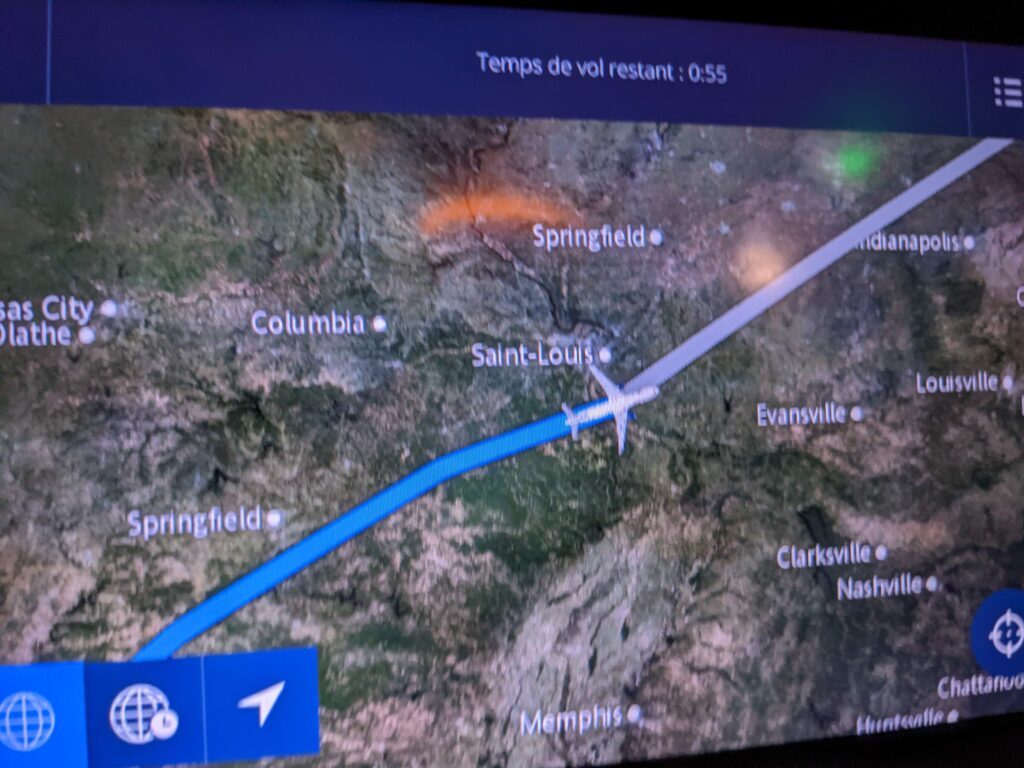 Temps de vol restant : 0:55
Springfield
ndianapolis
sas City
Olathe
Columbia
Saint-Louis
Louisville
Evansville
Springfield
Clarksville
Nashville
Chattanoo
Memphis
Huntsville